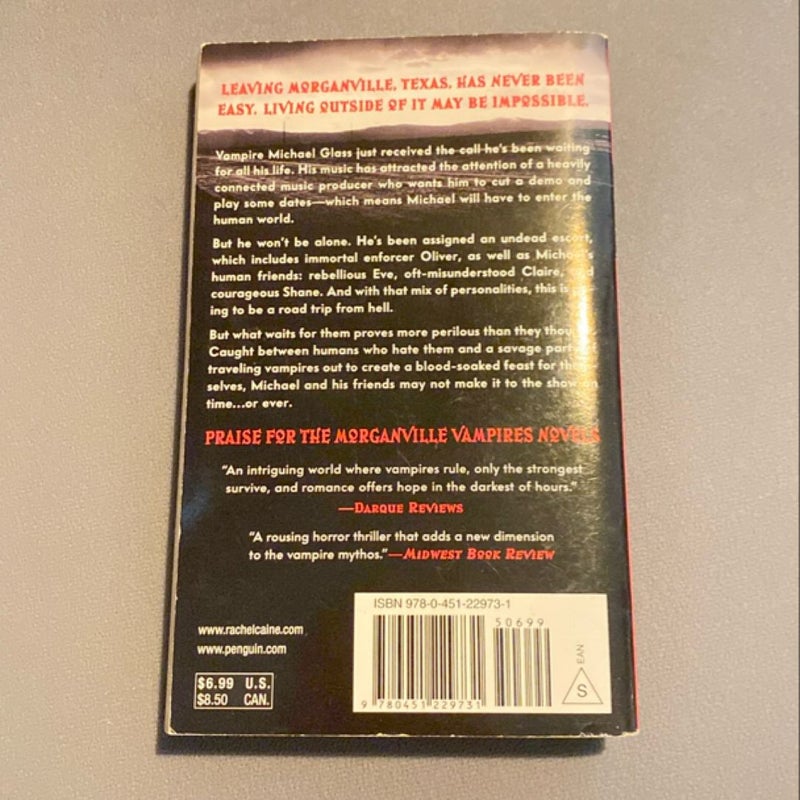 LEAVING MORGANVILLE, TEXAS, HAS NEVER BEEN
EASY. LIVING OUTSIDE OF IT MAY BE IMPOSSIBLE.
Vampire Michael Glass just received the call he's been waiting
for all his life. His music has attracted the attention of a heavily
connected music producer who wants him to cut a demo and
play some dates—which means Michael will have to enter the
human world.
But he won't be alone. He's been assigned an undead escort,
which includes immortal enforcer Oliver, as well as Michael's
human friends: rebellious Eve, oft-misunderstood Claire, and
courageous Shane. And with that mix of personalities, this is
ing to be a road trip from hell.
But what waits for them proves more perilous than they
Caught between humans who hate them and a savage party
traveling vampires out to create a blood-soaked feast for
selves, Michael and his friends may not make it to the show on
time...or ever.
PRAISE FOR THE MORGANVILLE VAMPIRES NOVELS
"An intriguing world where vampires rule, only the strongest
survive, and romance offers hope in the darkest of hours."
—DARQUE REVIEWS
"A rousing horror thriller that adds a new dimension
to the vampire mythos."—MIDWEST BOOK REVIEW
ISBN 978-0-451-22973-1
50699
www.rachelcaine.com
www.penguin.com
$6.99 U.S.
$8.50 CAN.
9 780451 229731
EAN
S